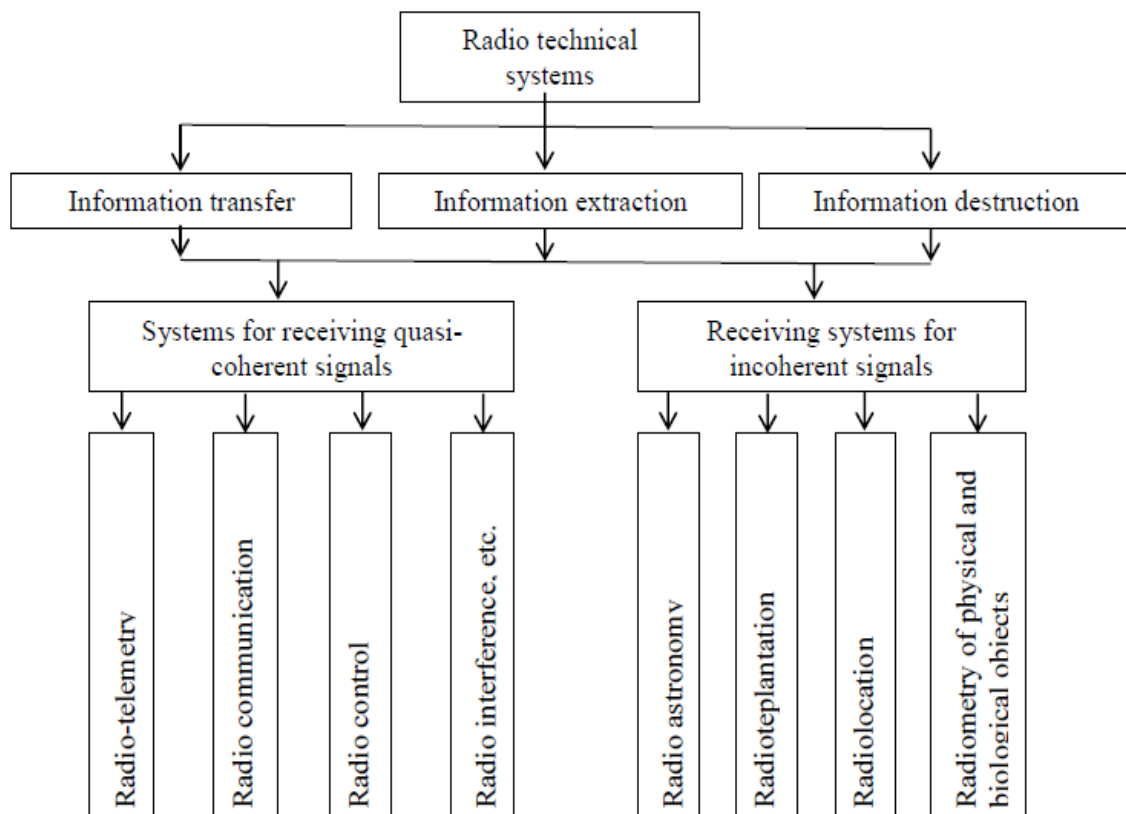 Radio technical
systems
Information transfer
Information extraction
Information destruction
Systems for receiving quasi-
coherent signals
Receiving systems for
incoherent signals
Radio-telemetry
Radio communication
Radio control
Radio interference, etc.
Radio astronomy
Radioteplantation
Radiolocation
Radiometry of physical and
biological objects